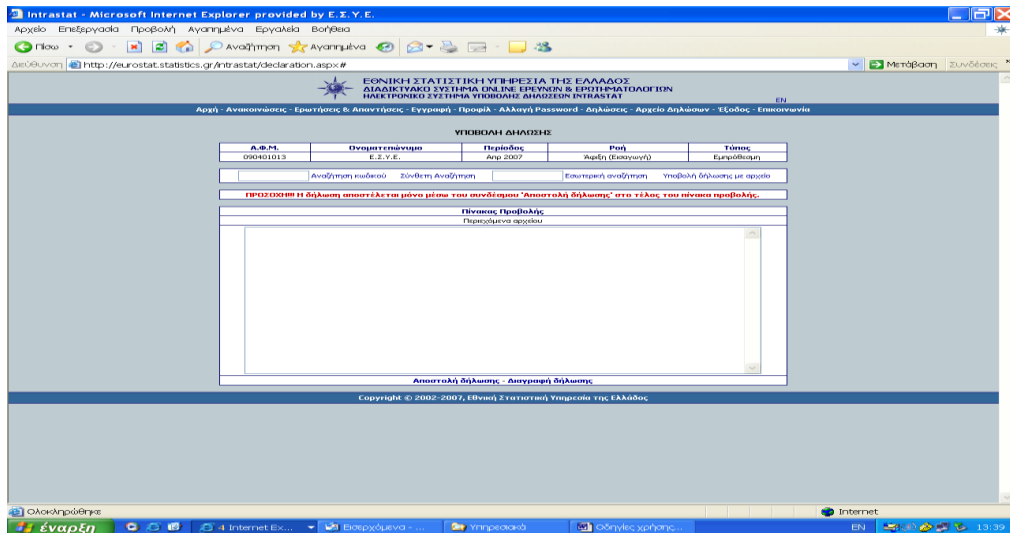 Intrastat - Microsoft Internet Explorer provided by Ε.Σ.Υ.Ε.
Αρχείο Επεξεργασία Προβολή Αγαπημένα Εργαλεία Βοήθεια
Πίσω Αναζήτηση Αγαπημένα
Διεύθυνση http://eurostat.statistics.gr/intrastat/declaration.aspx# Μετάβαση Συνδέσεις
ΕΘΝΙΚΗ ΣΤΑΤΙΣΤΙΚΗ ΥΠΗΡΕΣΙΑ ΤΗΣ ΕΛΛΑΔΟΣ
ΔΙΑΔΙΚΤΥΑΚΟ ΣΥΣΤΗΜΑ ONLINE ΕΡΕΥΝΩΝ & ΕΡΩΤΗΜΑΤΟΛΟΓΙΩΝ
ΗΛΕΚΤΡΟΝΙΚΟ ΣΥΣΤΗΜΑ ΥΠΟΒΟΛΗΣ ΔΗΛΩΣΕΩΝ INTRASTAT
EN
Αρχή - Ανακοινώσεις - Ερωτήσεις & Απαντήσεις - Εγγραφή - Προφίλ - Αλλαγή Password - Δηλώσεις - Αρχείο Δηλώσεων - Έξοδος - Επικοινωνία
ΥΠΟΒΟΛΗ ΔΗΛΩΣΗΣ
Α.Φ.Μ. Ονοματεπώνυμο Περίοδος Ροή Τύπος
090401013 Ε.Σ.Υ.Ε. Απρ 2007 Άφιξη (Εισαγωγή) Εμπρόθεσμη
Αναζήτηση κωδικού Σύνθετη Αναζήτηση Εσωτερική αναζήτηση Υποβολή δήλωσης με αρχείο
ΠΡΟΣΟΧΗ!!! Η δήλωση αποστέλεται μόνο μέσω του συνδέσμου 'Αποστολή δήλωσης' στο τέλος του πίνακα προβολής.
Πίνακας Προβολής
Περιεχόμενα αρχείου
Αποστολή δήλωσης - Διαγραφή δήλωσης
Copyright © 2002-2007, Εθνική Στατιστική Υπηρεσία της Ελλάδος
Ολοκληρώθηκε Internet
έναρξη 4 Internet Ex... Εισερχόμενα - ... Υπηρεσιακά Οδηγίες χρήσης... EN 13:39